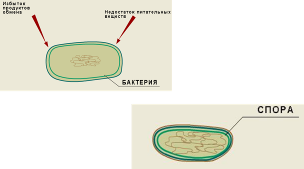 Избыток
продуктов
обмена
Недостаток питательных
веществ
БАКТЕРИЯ
СПОРА